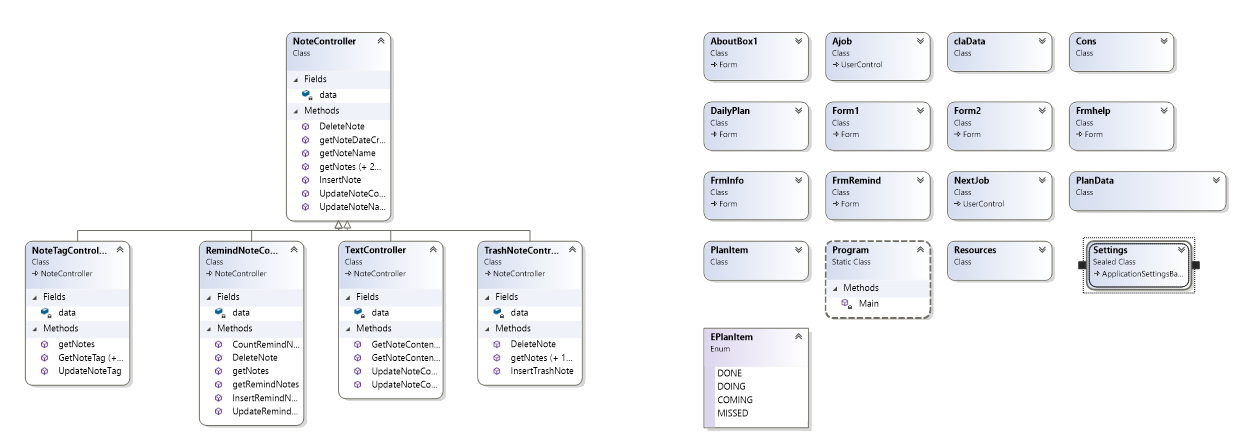 NoteController
Class
Fields
data
Methods
DeleteNote
getNoteDateCr...
getNoteName
getNotes (+ 2...
InsertNote
UpdateNoteCo...
UpdateNoteNa...
NoteTagControl...
Class
NoteController
Fields
data
Methods
getNotes
GetNoteTag (+...
UpdateNoteTag
RemindNoteCo...
Class
NoteController
Fields
data
Methods
CountRemindN...
DeleteNote
getNotes
getRemindNotes
InsertRemindN...
UpdateRemind...
TextController
Class
NoteController
Fields
data
Methods
GetNoteConten...
GetNoteConten...
UpdateNoteCo...
UpdateNoteCo...
TrashNoteContr...
Class
NoteController
Fields
data
Methods
DeleteNote
getNotes (+ 1...
InsertTrashNote
AboutBox1
Class
Form
Ajob
Class
UserControl
claData
Class
Cons
Class
DailyPlan
Class
Form
Form1
Class
Form
Form2
Class
Form
Frmhelp
Class
Form
FrmInfo
Class
Form
FrmRemind
Class
Form
NextJob
Class
UserControl
PlanData
Class
PlanItem
Class
Program
Static Class
Methods
Main
Resources
Class
Settings
Sealed Class
ApplicationSettingsBa...
EPlanItem
Enum
DONE
DOING
COMING
MISSED